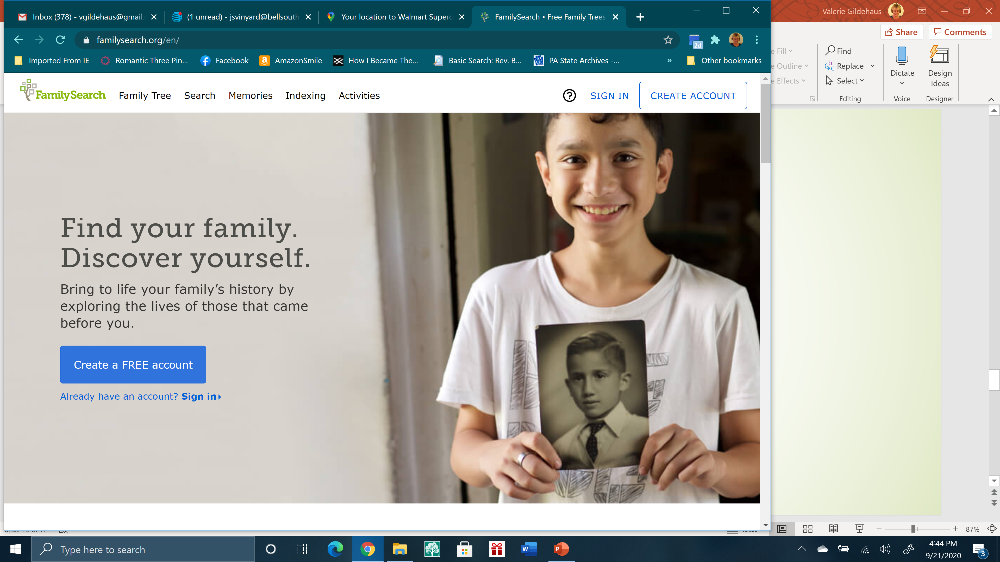 Inbox (378) - vgildehaus@gmail.c
(1 unread) - jsvinyard@bellsouth
Your location to Walmart Superc
FamilySearch • Free Family Trees
Valerie Gildehaus
familysearch.org/en/
2d
Share
Comments
Imported From IE
Romantic Three Pin...
Facebook
AmazonSmile
How I Became The...
Basic Search: Rev. B...
PA State Archives -...
»
Other bookmarks
e Fill
e Outline
e Effects
Find
Replace
Select
Editing
Dictate
Voice
Design
Ideas
Designer
FamilySearch
Family Tree
Search
Memories
Indexing
Activities
SIGN IN
CREATE ACCOUNT
Find your family.
Discover yourself.
Bring to life your family’s history by
exploring the lives of those that came
before you.
Create a FREE account
Already have an account? Sign in
87%
Type here to search
4:44 PM
9/21/2020
3